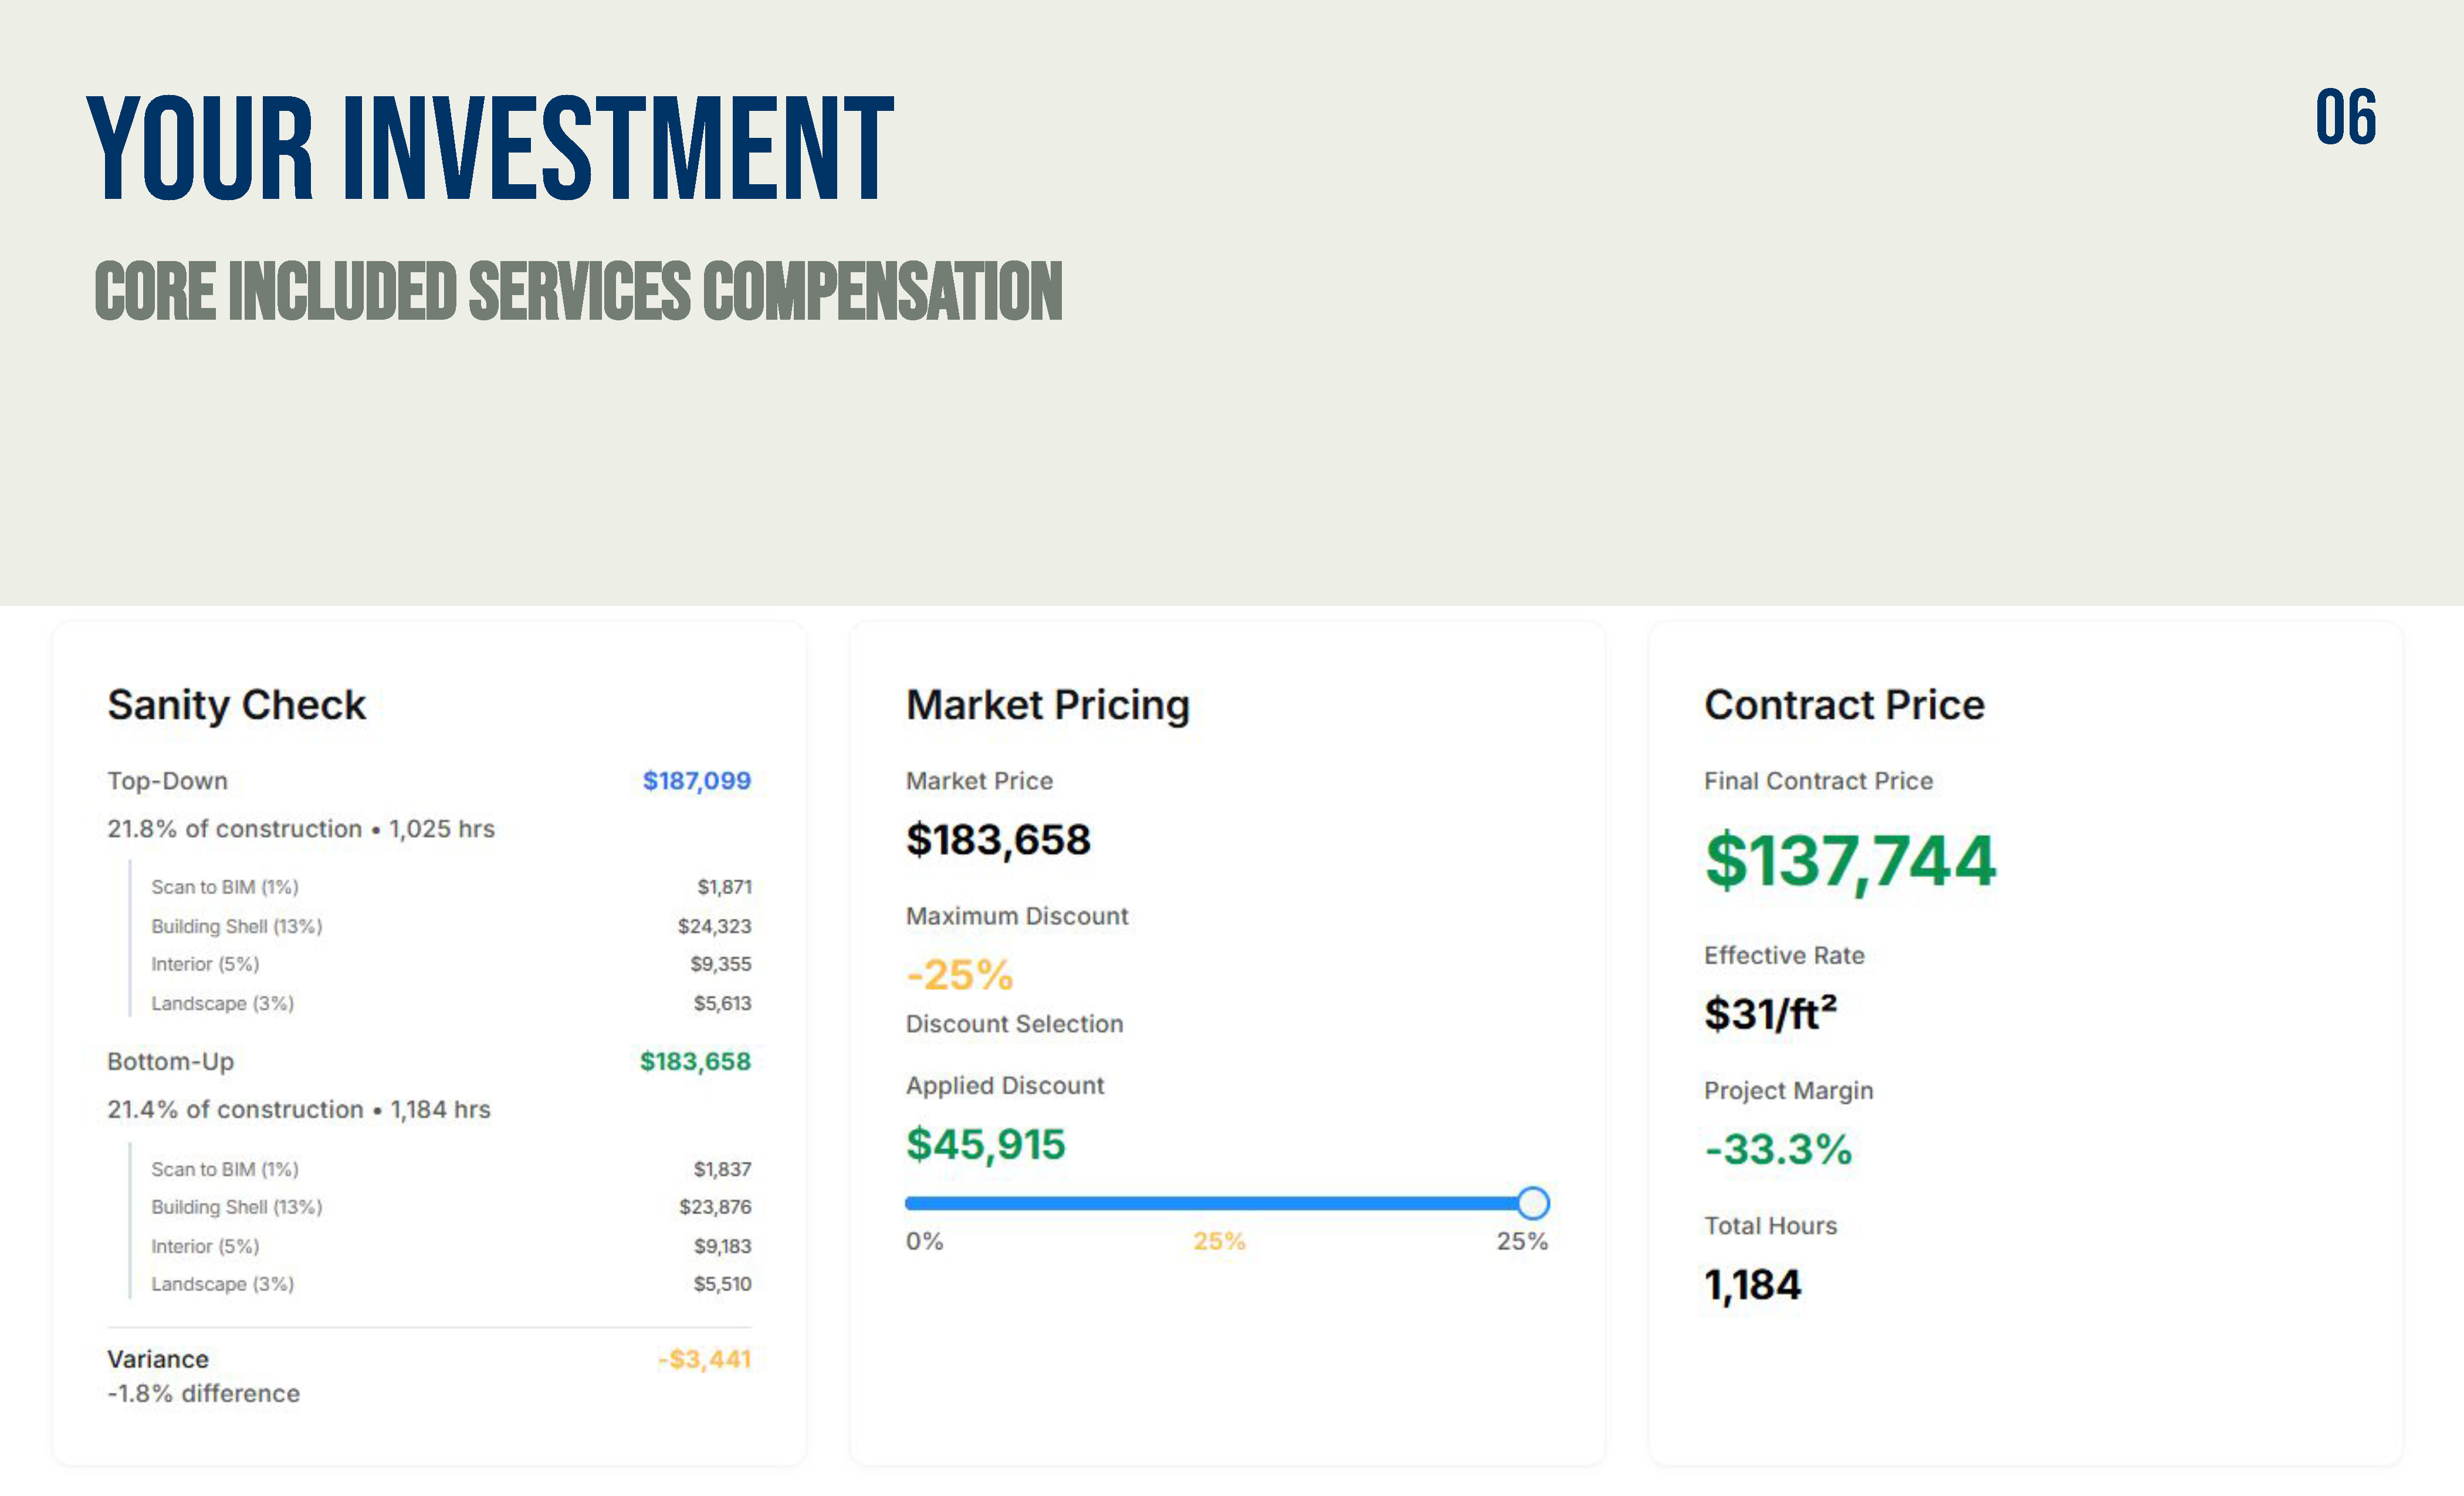 YOUR INVESTMENT
06
CORE INCLUDED SERVICES COMPENSATION
Sanity Check
Top-Down $187,099
21.8% of construction • 1,025 hrs
Scan to BIM (1%) $1,871
Building Shell (13%) $24,323
Interior (5%) $9,355
Landscape (3%) $5,613
Bottom-Up $183,658
21.4% of construction • 1,184 hrs
Scan to BIM (1%) $1,837
Building Shell (13%) $23,876
Interior (5%) $9,183
Landscape (3%) $5,510
Variance -$3,441
-1.8% difference
Market Pricing
Market Price
$183,658
Maximum Discount
-25%
Discount Selection
Applied Discount
$45,915
0% 25% 25%
Contract Price
Final Contract Price
$137,744
Effective Rate
$31/ft²
Project Margin
-33.3%
Total Hours
1,184